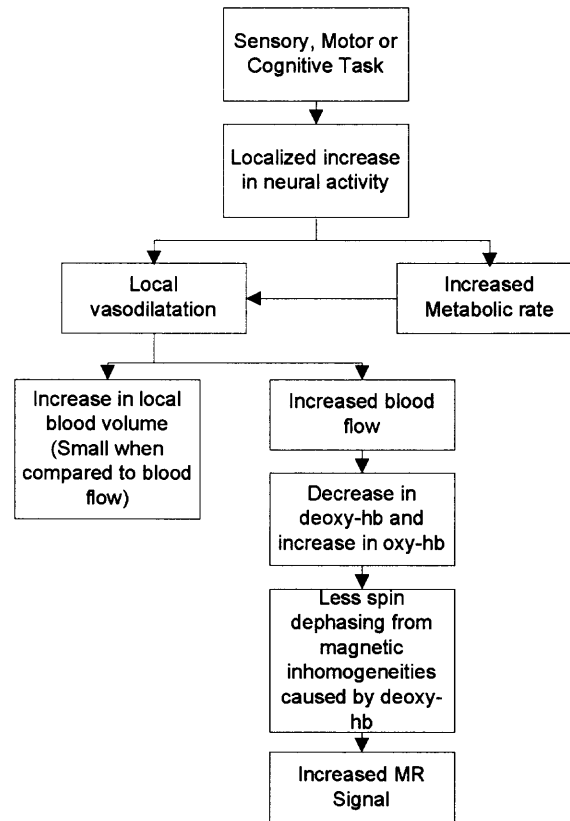 Sensory, Motor or
Cognitive Task
Localized increase
in neural activity
Local
vasodilatation
Increased
Metabolic rate
Increase in local
blood volume
(Small when
compared to blood
flow)
Increased blood
flow
Decrease in
deoxy-hb and
increase in oxy-hb
Less spin
dephasing from
magnetic
inhomogeneities
caused by deoxy-
hb
Increased MR
Signal